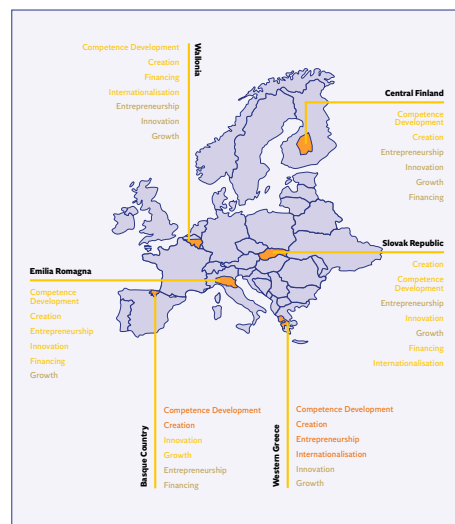 Wallonia
Competence Development
Creation
Financing
Internationalisation
Entrepreneurship
Innovation
Growth
Central Finland
Competence
Development
Creation
Entrepreneurship
Innovation
Growth
Financing
Slovak Republic
Creation
Competence
Development
Entrepreneurship
Innovation
Growth
Financing
Internationalisation
Emilia Romagna
Competence
Development
Creation
Entrepreneurship
Innovation
Financing
Growth
Basque Country
Competence Development
Creation
Innovation
Growth
Entrepreneurship
Financing
Western Greece
Competence Development
Creation
Entrepreneurship
Internationalisation
Innovation
Growth